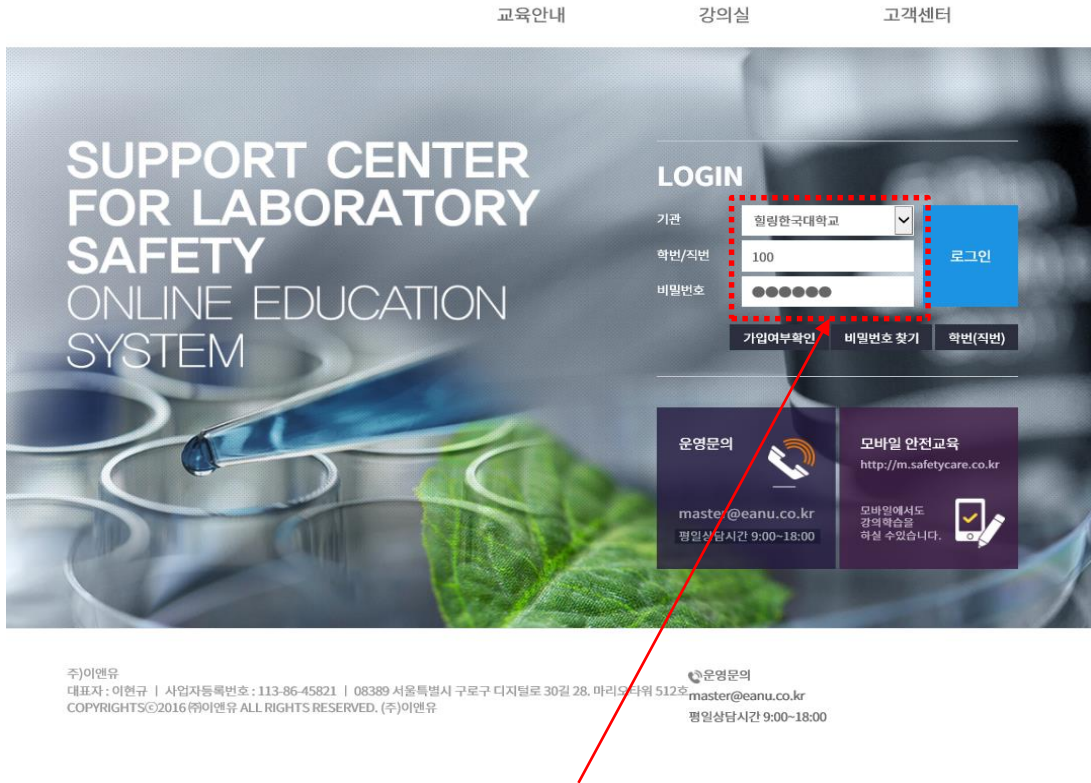 교육안내 강의실 고객센터
SUPPORT CENTER
FOR LABORATORY
SAFETY
ONLINE EDUCATION
SYSTEM
LOGIN
기관 힐링한국대학교
학번/직번 100
비밀번호 ●●●●●●
로그인
가입여부확인 비밀번호 찾기 학번(직번)
운영문의
master@eanu.co.kr
평일상담시간 9:00~18:00
모바일 안전교육
http://m.safetycare.co.kr
모바일에서도
강의학습을
하실 수있습니다.
주)이앤유
대표자 : 이현규 | 사업자등록번호 : 113-86-45821 | 08389 서울특별시 구로구 디지털로 30길 28. 마리오타워 512호
COPYRIGHTSⓒ2016 ㈜이앤유 ALL RIGHTS RESERVED. (주)이앤유
운영문의
master@eanu.co.kr
평일상담시간 9:00~18:00